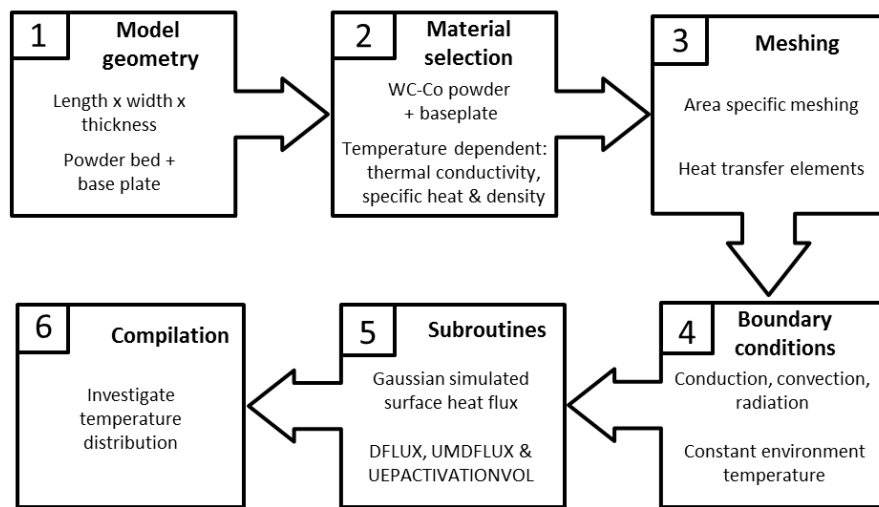 1
Model
geometry
Length x width x
thickness
Powder bed +
base plate
2
Material
selection
WC-Co powder
+ baseplate
Temperature dependent:
thermal conductivity,
specific heat & density
3
Meshing
Area specific meshing
Heat transfer elements
4
Boundary
conditions
Conduction, convection,
radiation
Constant environment
temperature
5
Subroutines
Gaussian simulated
surface heat flux
DFLUX, UMDFLUX &
UEPACTIVATIONVOL
6
Compilation
Investigate
temperature
distribution